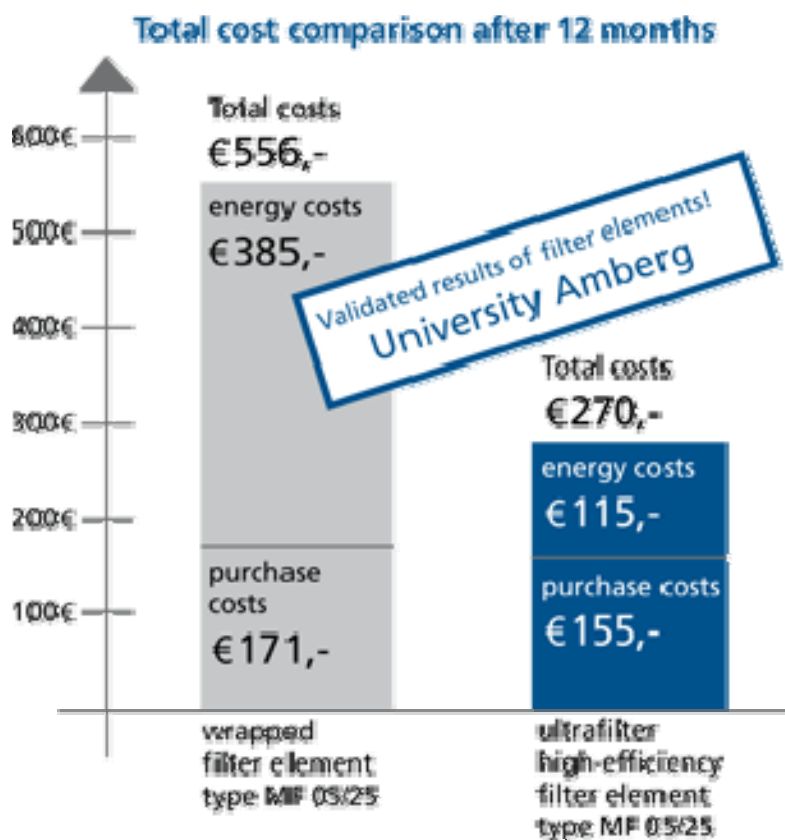 Total cost comparison after 12 months
600€
500€
400€
300€
200€
100€
Total costs
€556,-
energy costs
€385,-
purchase
costs
€171,-
wrapped
filter element
type MF 05/25
Validated results of filter elements!
University Amberg
Total costs
€270,-
energy costs
€115,-
purchase costs
€155,-
ultrafilter
high-efficiency
filter element
type MF 05/25